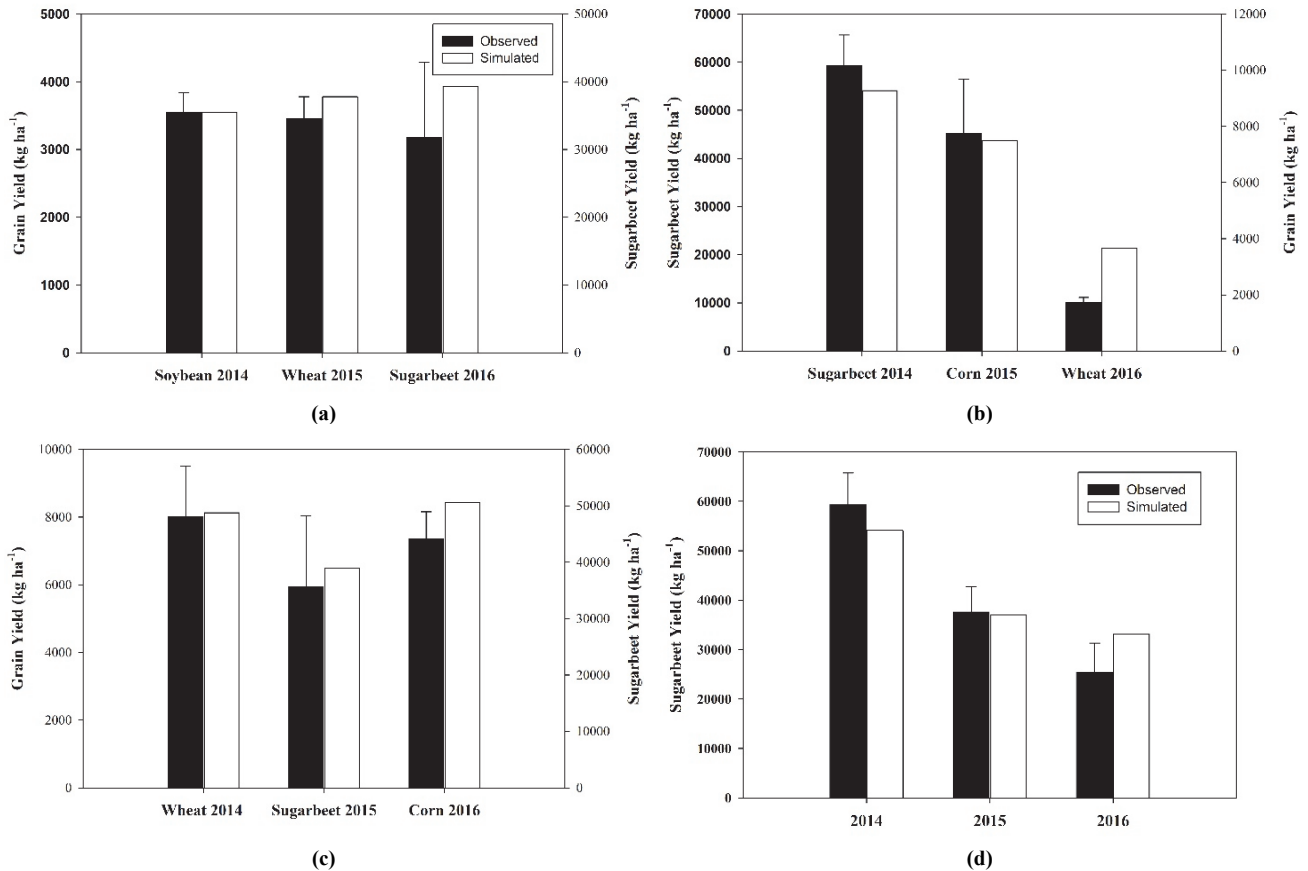 5000
4000
3000
2000
1000
0
Grain Yield (kg ha⁻¹)
Observed
Simulated
50000
40000
30000
20000
10000
0
Sugarbeet Yield (kg ha⁻¹)
Soybean 2014 Wheat 2015 Sugarbeet 2016
(a)
70000
60000
50000
40000
30000
20000
10000
0
Sugarbeet Yield (kg ha⁻¹)
12000
10000
8000
6000
4000
2000
0
Grain Yield (kg ha⁻¹)
Sugarbeet 2014 Corn 2015 Wheat 2016
(b)
10000
8000
6000
4000
2000
0
Grain Yield (kg ha⁻¹)
60000
50000
40000
30000
20000
10000
0
Sugarbeet Yield (kg ha⁻¹)
Wheat 2014 Sugarbeet 2015 Corn 2016
(c)
70000
60000
50000
40000
30000
20000
10000
0
Sugarbeet Yield (kg ha⁻¹)
Observed
Simulated
2014 2015 2016
(d)